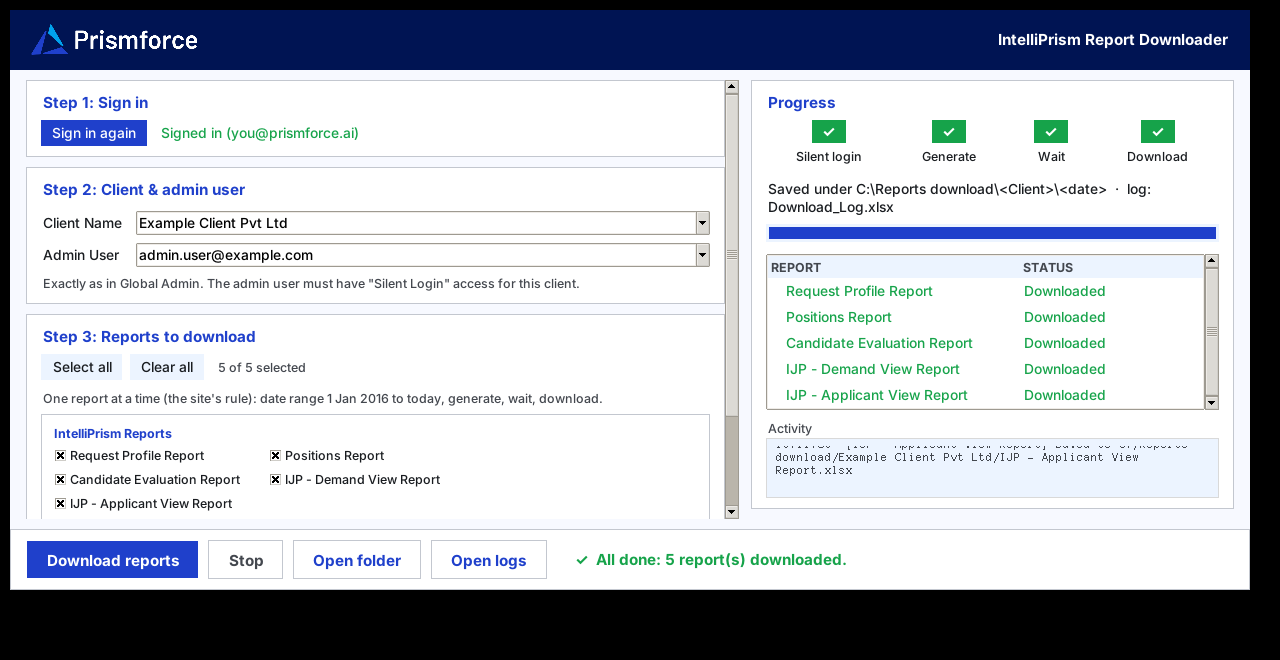 Prismforce
IntelliPrism Report Downloader
Step 1: Sign in
Sign in again
Signed in (you@prismforce.ai)
Step 2: Client & admin user
Client Name
Example Client Pvt Ltd
Admin User
admin.user@example.com
Exactly as in Global Admin. The admin user must have "Silent Login" access for this client.
Step 3: Reports to download
Select all
Clear all
5 of 5 selected
One report at a time (the site's rule): date range 1 Jan 2016 to today, generate, wait, download.
IntelliPrism Reports
Request Profile Report
Positions Report
Candidate Evaluation Report
IJP - Demand View Report
IJP - Applicant View Report
Progress
✓ ✓ ✓ ✓
Silent login
Generate
Wait
Download
Saved under C:\Reports download\<Client>\<date> · log:
Download_Log.xlsx
REPORT STATUS
Request Profile Report Downloaded
Positions Report Downloaded
Candidate Evaluation Report Downloaded
IJP - Demand View Report Downloaded
IJP - Applicant View Report Downloaded
Activity
download/Example Client Pvt Ltd/IJP - Applicant View
Report.xlsx
Download reports
Stop
Open folder
Open logs
✓ All done: 5 report(s) downloaded.